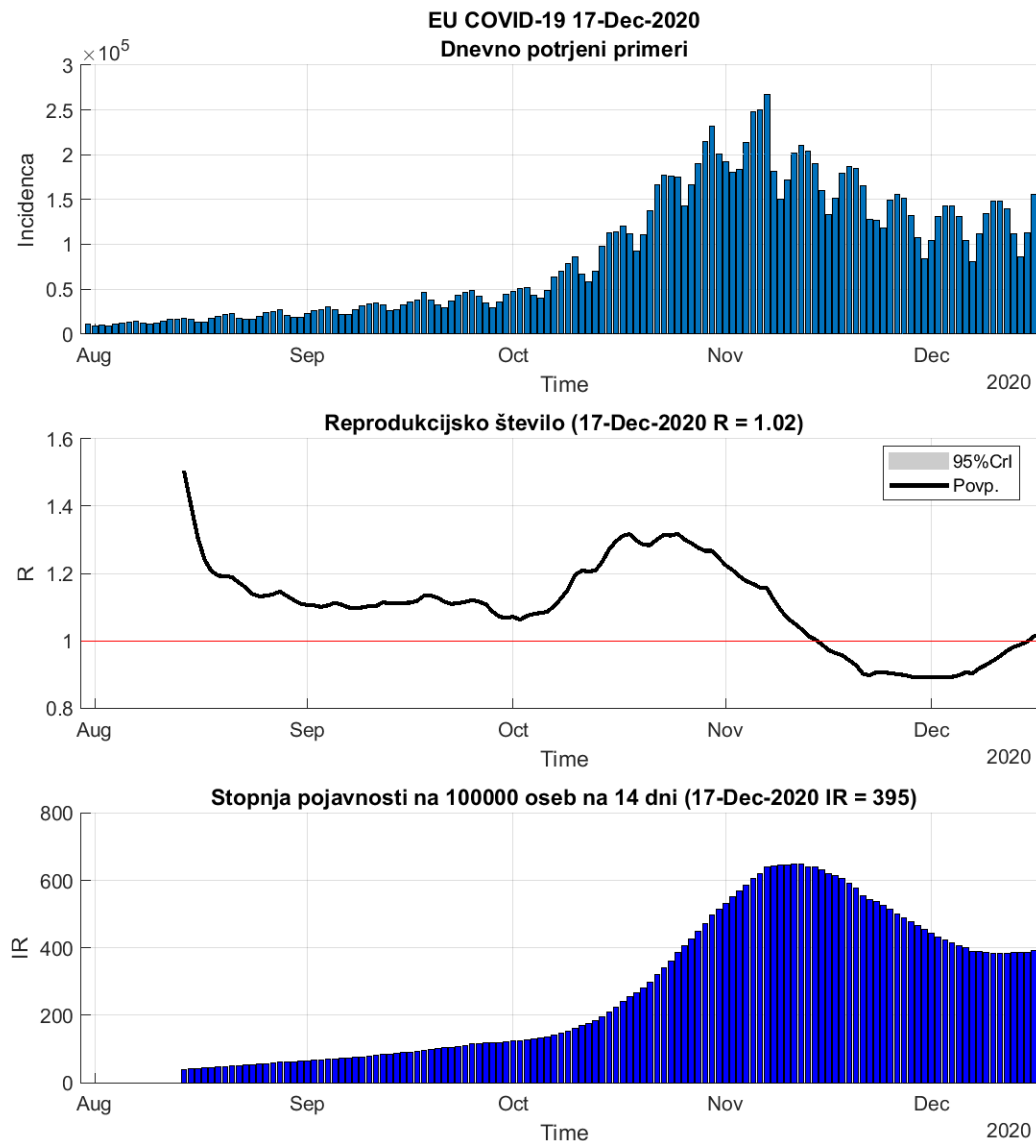 EU COVID-19 17-Dec-2020
Dnevno potrjeni primeri
×10⁵
3
2.5
2
1.5
1
0.5
0
Incidenca
Aug Sep Oct Nov Dec
Time
2020
Reprodukcijsko število (17-Dec-2020 R = 1.02)
1.6
1.4
1.2
1
0.8
R
95%CrI
Povp.
Aug Sep Oct Nov Dec
Time
2020
Stopnja pojavnosti na 100000 oseb na 14 dni (17-Dec-2020 IR = 395)
800
600
400
200
0
IR
Aug Sep Oct Nov Dec
Time
2020